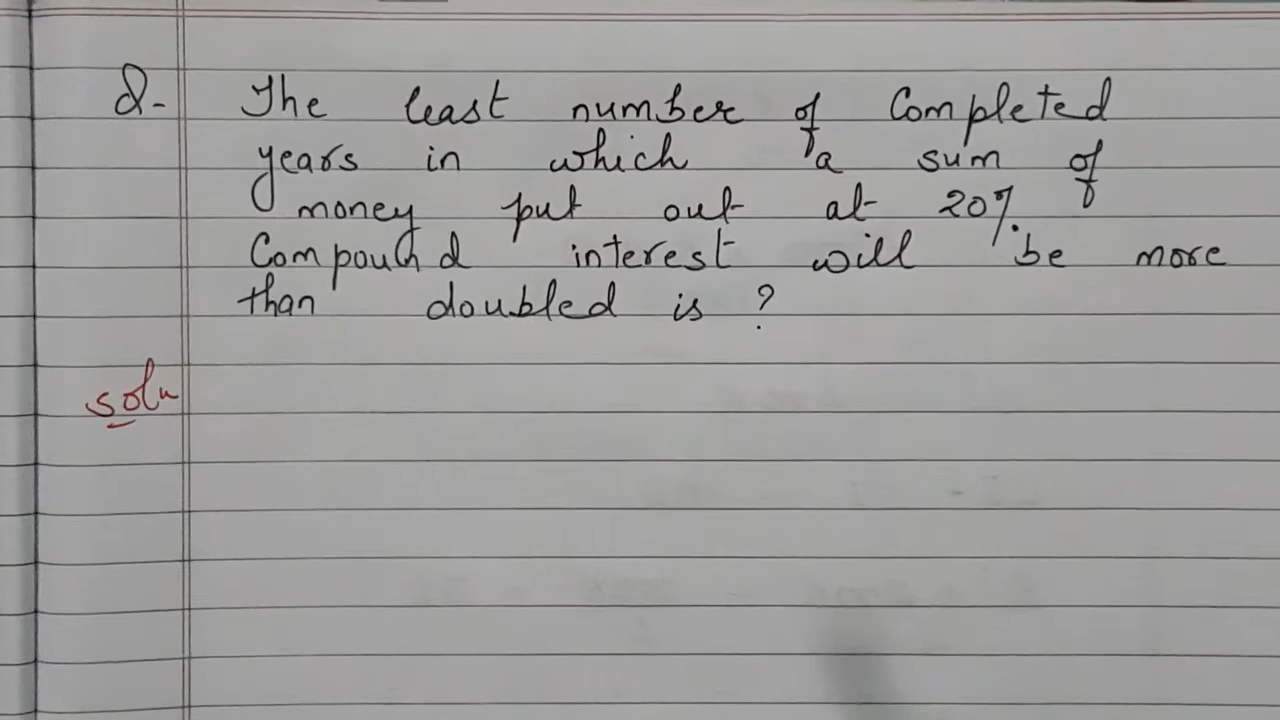 Q- The least number of Completed
years in which a sum of
money put out at 20%
Compound interest will be more
than doubled is ?
soln